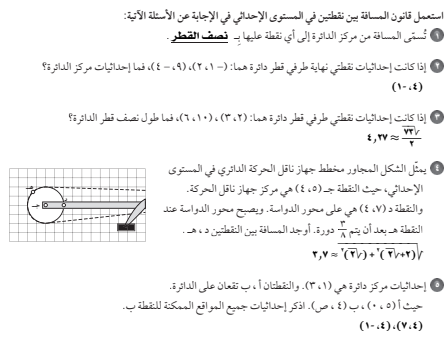 استعمل قانون المسافة بين نقطتين في المستوى الإحداثي في الإجابة عن الأسئلة الآتية:
١ تُسمّى المسافة من مركز الدائرة إلى أي نقطة عليها بـِ نصف القطر .
٢ إذا كانت إحداثيات نقطتي نهاية طرفي قطر دائرة هما: (-١، ٢)، (٩، -٤)، فما إحداثيات مركز الدائرة؟
(٤، -١)
٣ إذا كانت إحداثيات نقطتي طرفي قطر دائرة هما: (٢، ٣)، (١٠، ٦)، فما طول نصف قطر الدائرة؟
√٧٣/٢ ≈ ٤,٢٧
٤ يمثّل الشكل المجاور مخطط جهاز ناقل الحركة الدائري في المستوى
الإحداثي، حيث النقطة جـ (٥، ٤) هي مركز جهاز ناقل الحركة.
والنقطة د (٧، ٤) هي على محور الدواسة. ويصبح محور الدواسة عند
النقطة هـ بعد أن يتم ٣/٨ دورة. أوجد المسافة بين النقطتين د، هـ.
√(٢+√٢)² + (√٢)² ≈ ٣,٧
٥ إحداثيات مركز دائرة هي (١، ٣). والنقطتان أ، ب تقعان على الدائرة.
حيث أ (٥، ٠)، ب (٤، ص). اذكر إحداثيات جميع المواقع الممكنة للنقطة ب.
(٤، ٧)، (٤، -١)